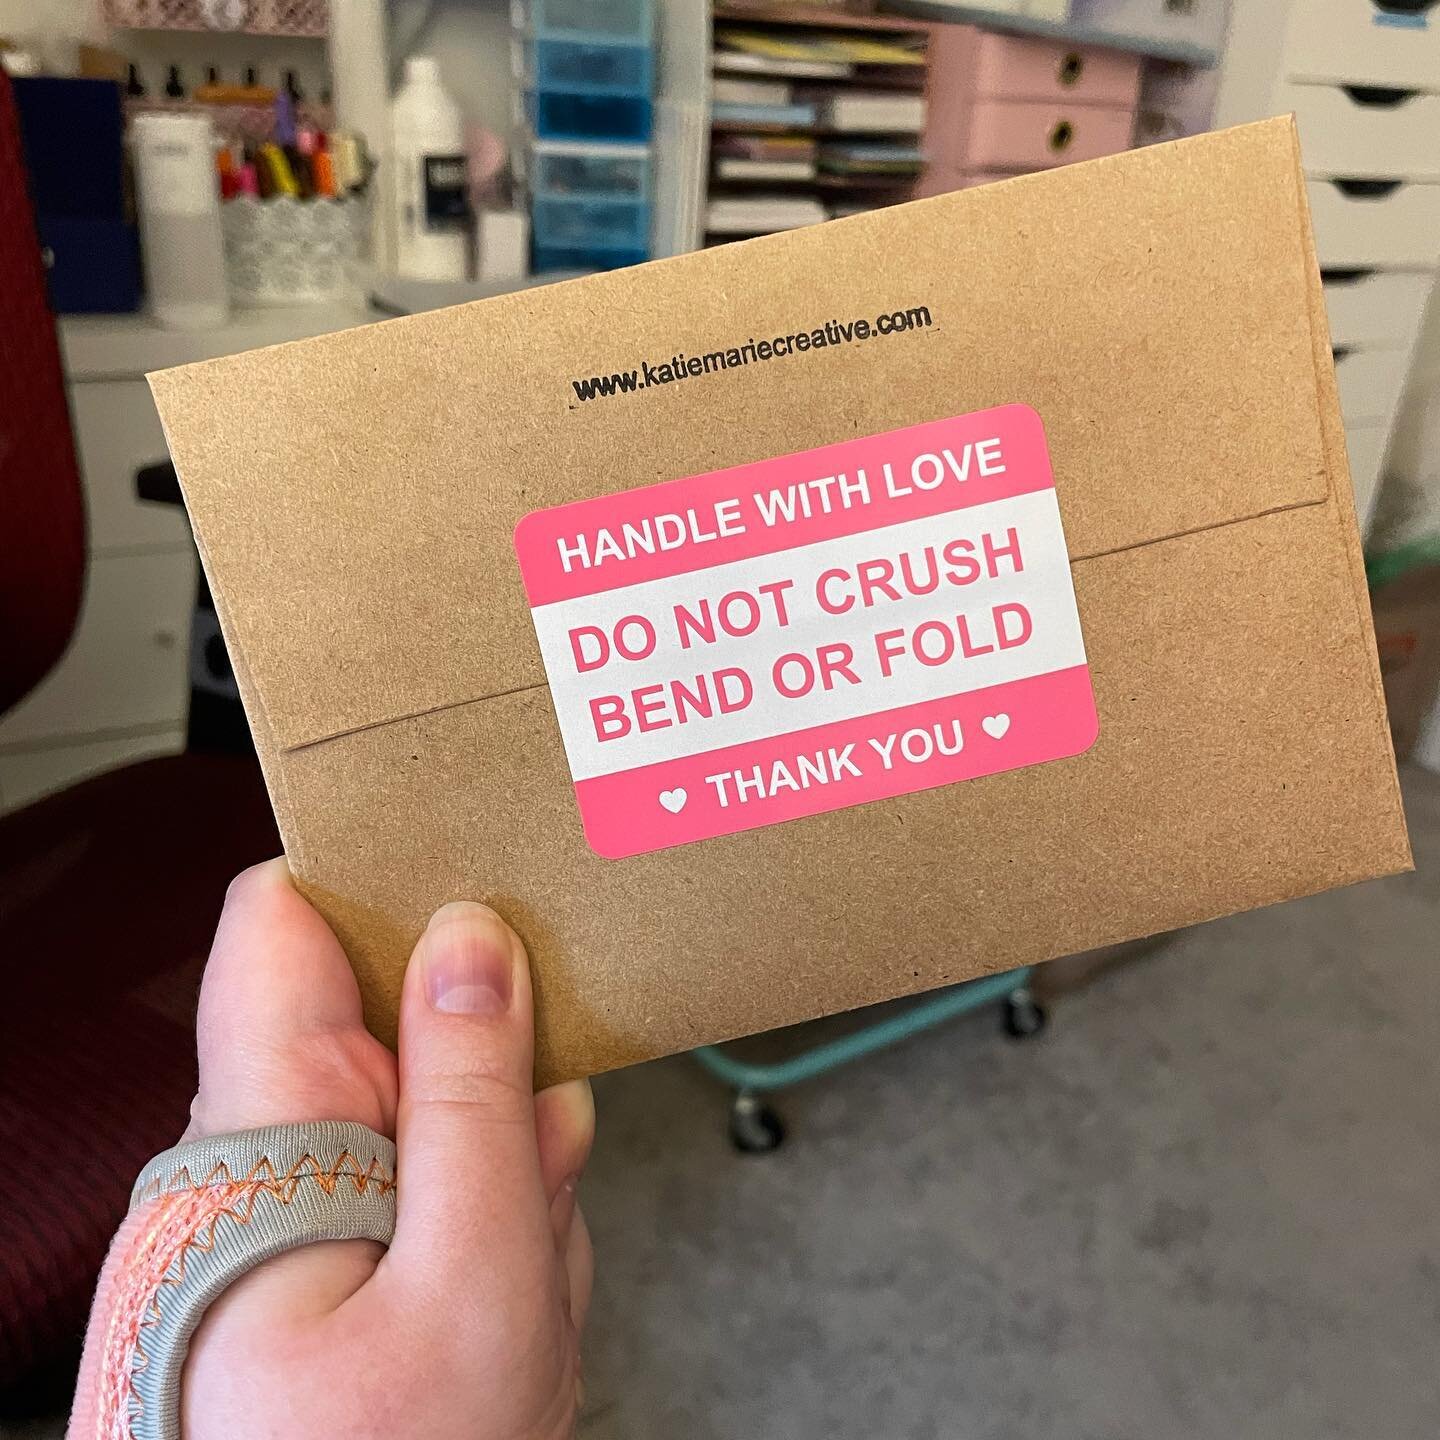 www.katiemariecreative.com
HANDLE WITH LOVE
DO NOT CRUSH
BEND OR FOLD
THANK YOU